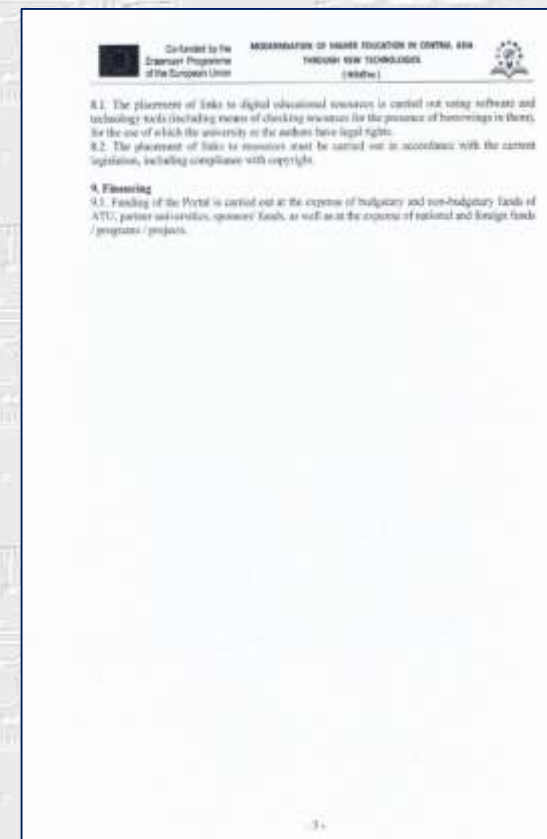 Co-funded by the
Erasmus+ Programme
of the European Union
MODERNISATION OF HIGHER EDUCATION IN CENTRAL ASIA
THROUGH NEW TECHNOLOGIES
( HiEdTec )
8.1. The placement of links to digital educational resources is carried out using software and
technology tools (including means of checking resources for the presence of borrowings in them),
for the use of which the university or the authors have legal rights.
8.2. The placement of links to resources must be carried out in accordance with the current
legislation, including compliance with copyright.
9. Financing
9.1. Funding of the Portal is carried out at the expense of budgetary and non-budgetary funds of
ATU, partner universities, sponsors' funds, as well as at the expense of national and foreign funds
/ programs / projects.